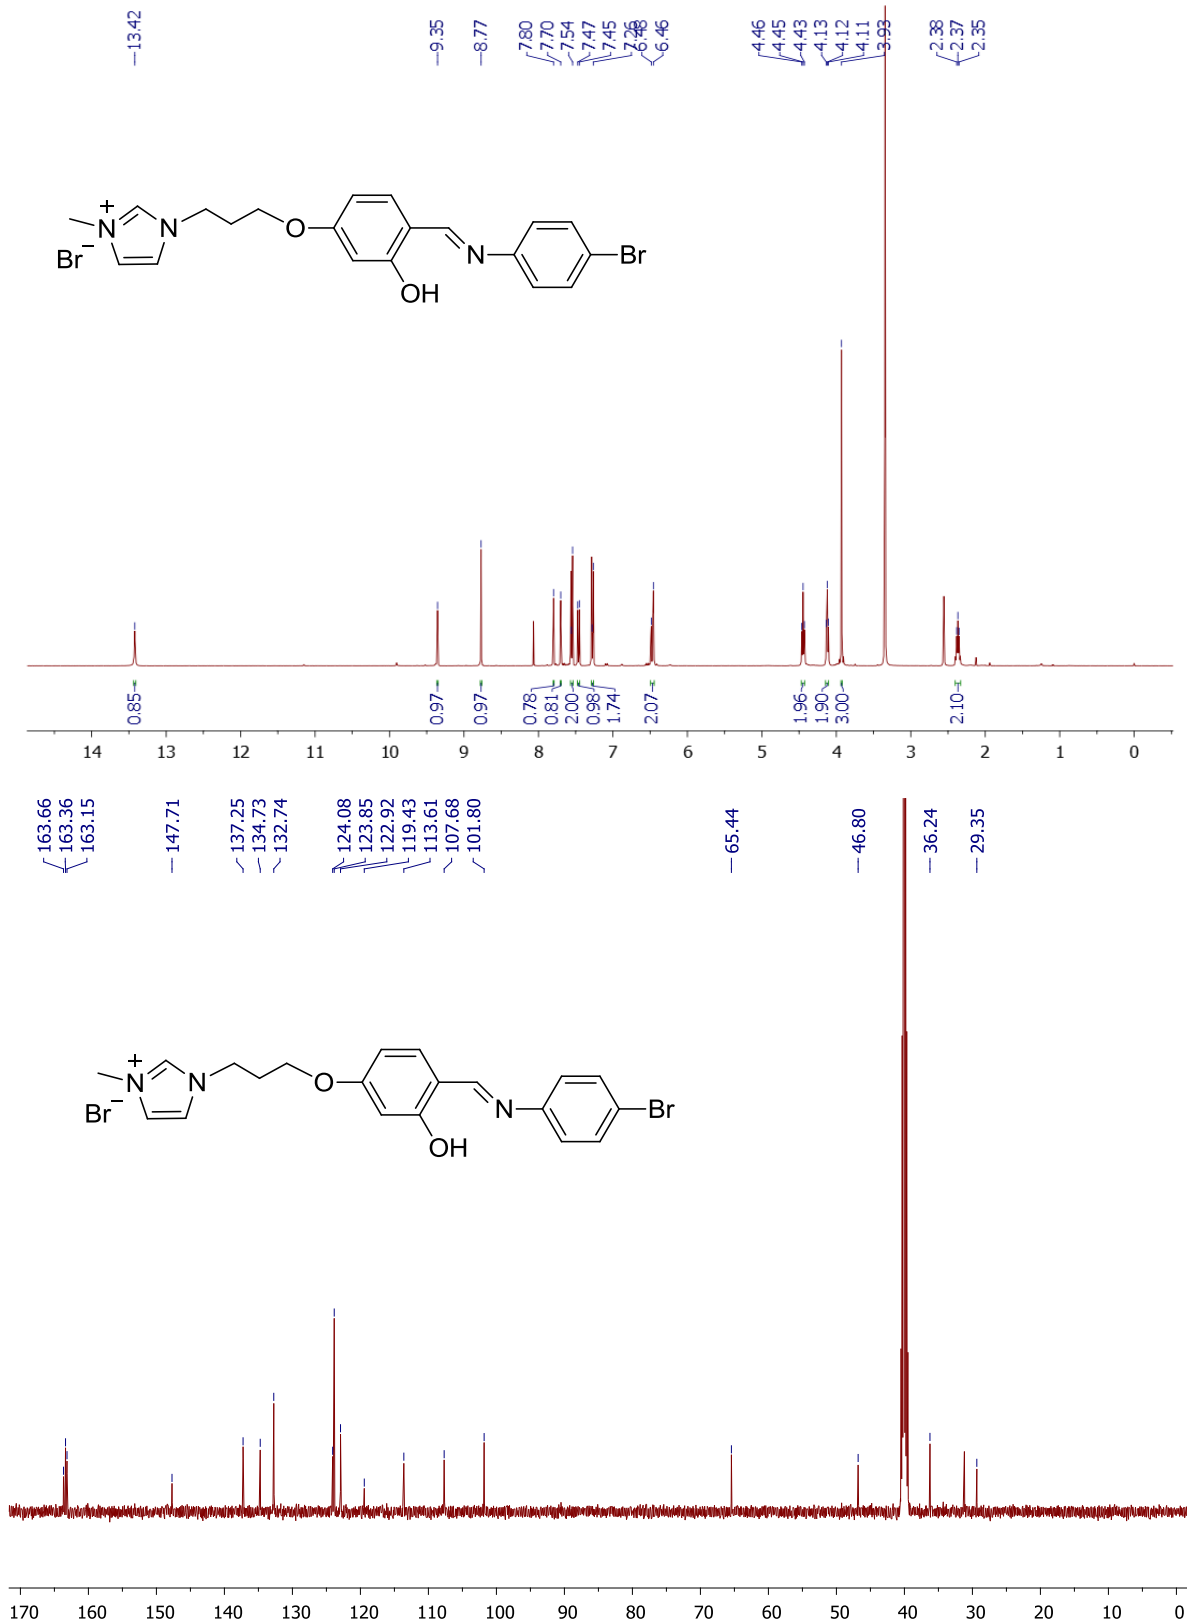 13.42 9.35 8.77 7.80 7.70 7.54 7.47 7.45 7.26 6.48 6.46 4.46 4.45 4.43 4.13 4.12 4.11 3.93 2.38 2.37 2.35
+
N N O N Br
Br−
OH
0.85 0.97 0.97 0.78 0.81 2.00 0.98 1.74 2.07 1.96 1.90 3.00 2.10
14 13 12 11 10 9 8 7 6 5 4 3 2 1 0
163.66 163.36 163.15 147.71 137.25 134.73 132.74 124.08 123.85 122.92 119.43 113.61 107.68 101.80 65.44 46.80 36.24 29.35
+
N N O N Br
Br−
OH
170 160 150 140 130 120 110 100 90 80 70 60 50 40 30 20 10 0